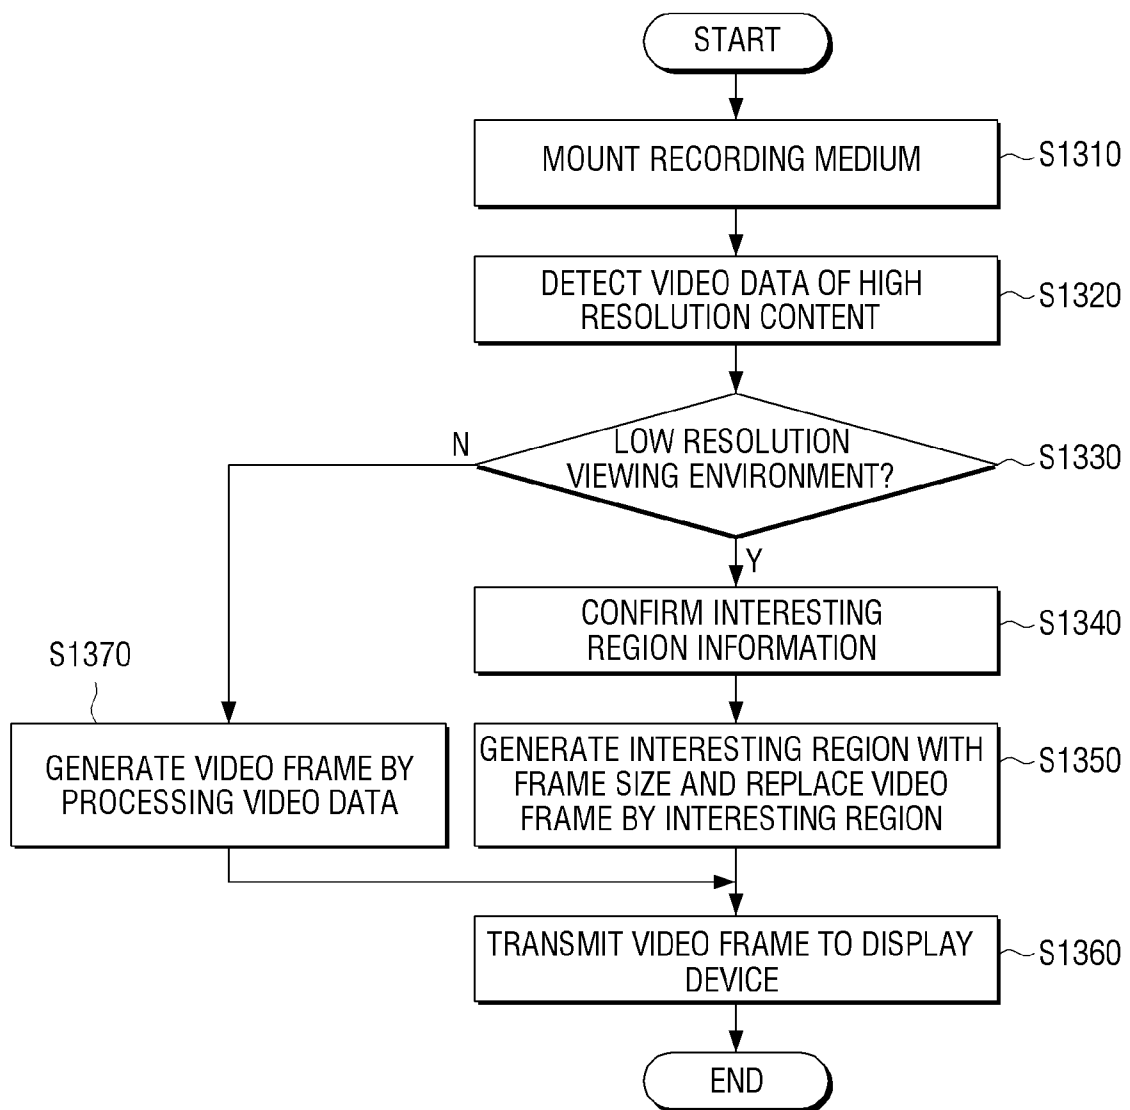 START
MOUNT RECORDING MEDIUM
S1310
DETECT VIDEO DATA OF HIGH
RESOLUTION CONTENT
S1320
LOW RESOLUTION
VIEWING ENVIRONMENT?
S1330
N
Y
CONFIRM INTERESTING
REGION INFORMATION
S1340
S1370
GENERATE VIDEO FRAME BY
PROCESSING VIDEO DATA
GENERATE INTERESTING REGION WITH
FRAME SIZE AND REPLACE VIDEO
FRAME BY INTERESTING REGION
S1350
TRANSMIT VIDEO FRAME TO DISPLAY
DEVICE
S1360
END